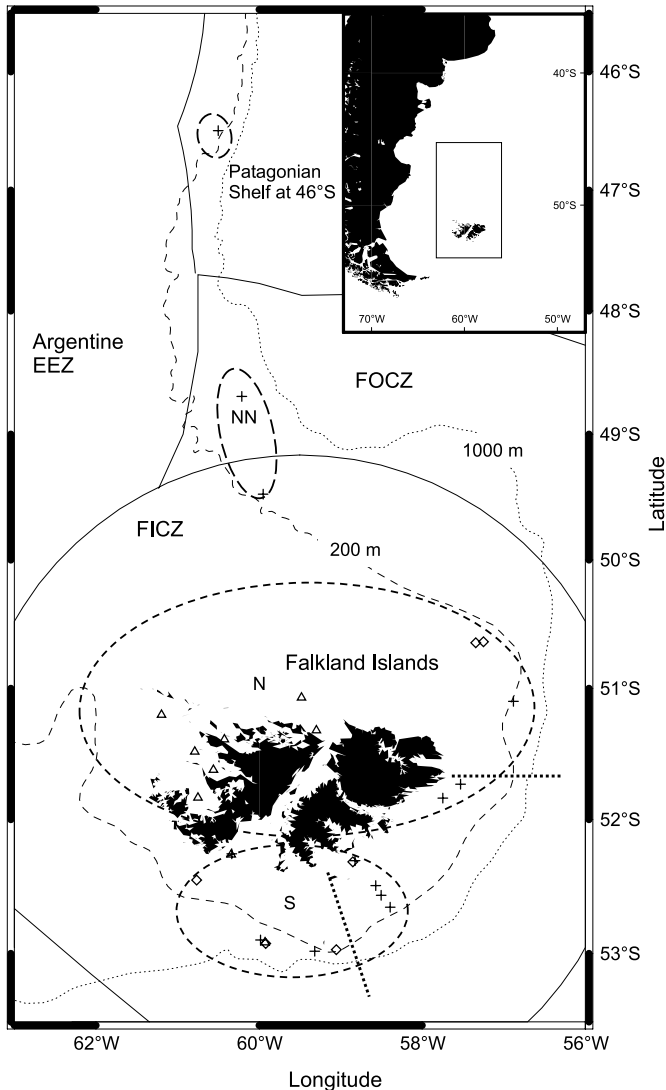 46°S
47°S
48°S
49°S
50°S
51°S
52°S
53°S
Latitude
40°S
50°S
70°W
60°W
50°W
Patagonian
Shelf at 46°S
Argentine
EEZ
FOCZ
NN
1000 m
FICZ
200 m
Falkland Islands
N
S
62°W
60°W
58°W
56°W
Longitude